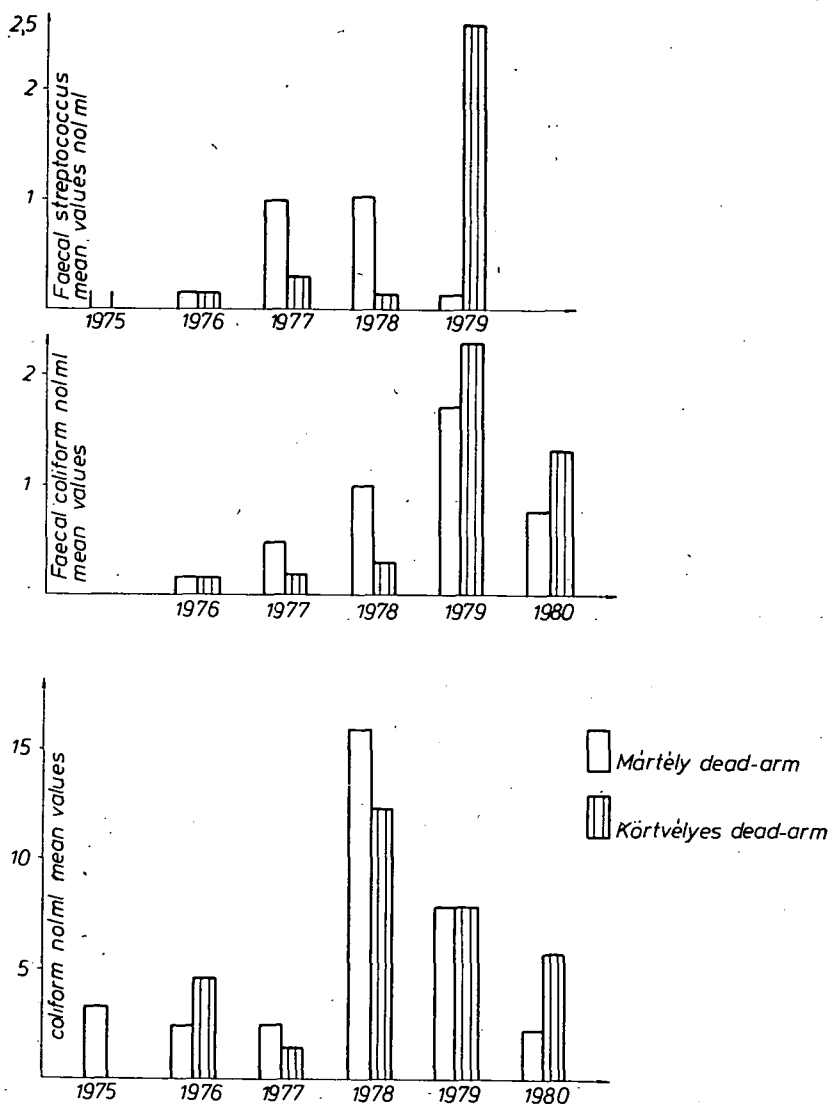 2,5
2
1
Faecal streptococcus
mean values no/ml
1975 1976 1977 1978 1979
2
1
Faecal coliform no/ml
mean values
1976 1977 1978 1979 1980
15
10
5
coliform no/ml mean values
1975 1976 1977 1978 1979 1980
Mártély dead-arm
Körtvélyes dead-arm